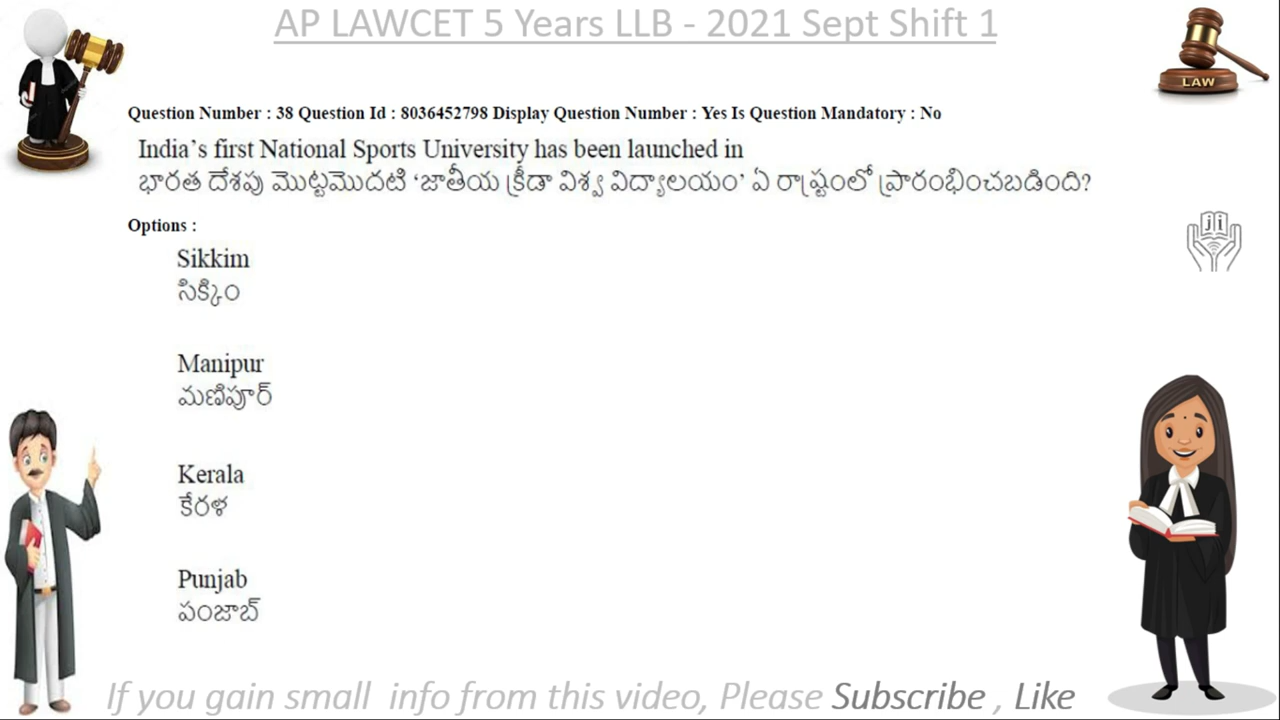 AP LAWCET 5 Years LLB - 2021 Sept Shift 1
LAW
Question Number : 38 Question Id : 8036452798 Display Question Number : Yes Is Question Mandatory : No
India's first National Sports University has been launched in
భారత దేశపు మొట్టమొదటి ‘జాతీయ క్రీడా విశ్వ విద్యాలయం’ ఏ రాష్ట్రంలో ప్రారంభించబడింది?
ji
Options :
Sikkim
సిక్కిం
Manipur
మణిపూర్
Kerala
కేరళ
Punjab
పంజాబ్
If you gain small info from this video, Please Subscribe , Like